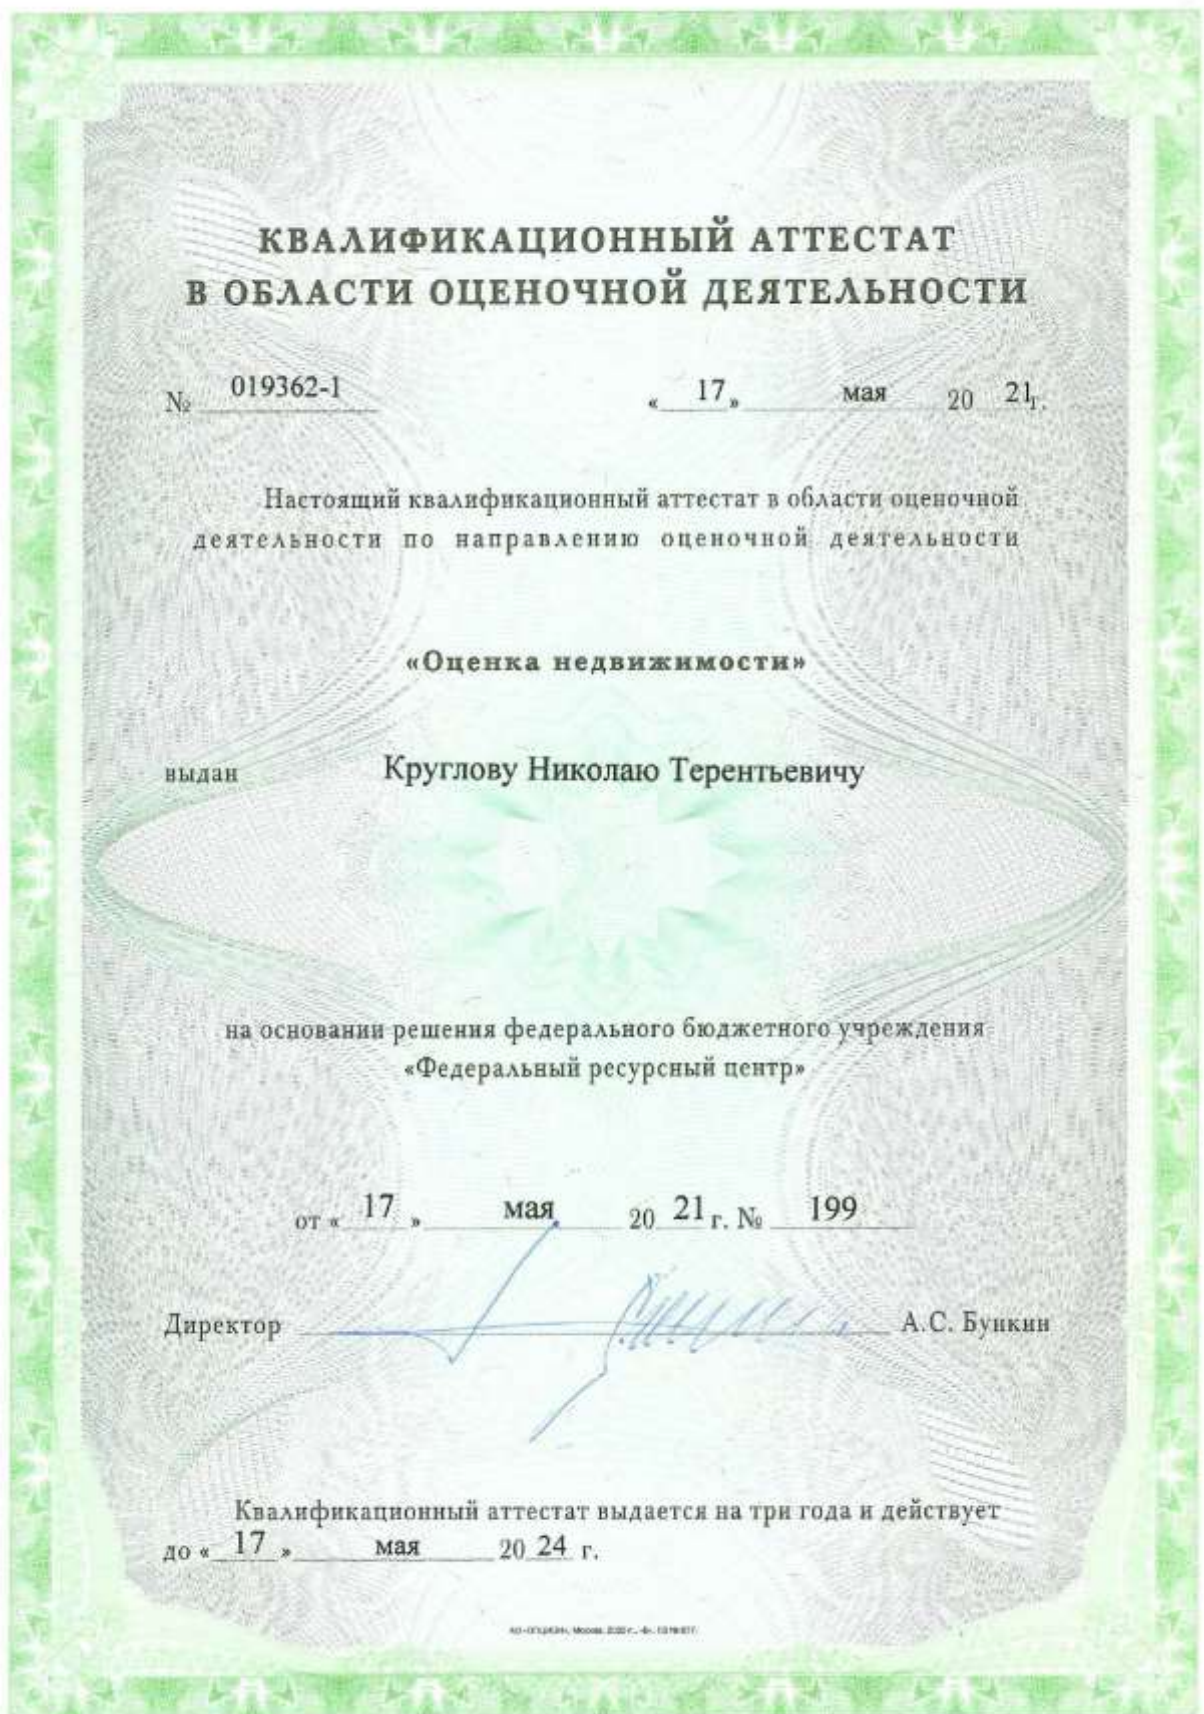 КВАЛИФИКАЦИОННЫЙ АТТЕСТАТ
В ОБЛАСТИ ОЦЕНОЧНОЙ ДЕЯТЕЛЬНОСТИ
№ 019362-1 « 17 » мая 20 21 г.
Настоящий квалификационный аттестат в области оценочной
деятельности по направлению оценочной деятельности
«Оценка недвижимости»
выдан Круглову Николаю Терентьевичу
на основании решения федерального бюджетного учреждения
«Федеральный ресурсный центр»
от « 17 » мая 20 21 г. № 199
Директор А.С. Бункин
Квалификационный аттестат выдается на три года и действует
до « 17 » мая 20 24 г.
Москва, 2020 г.,